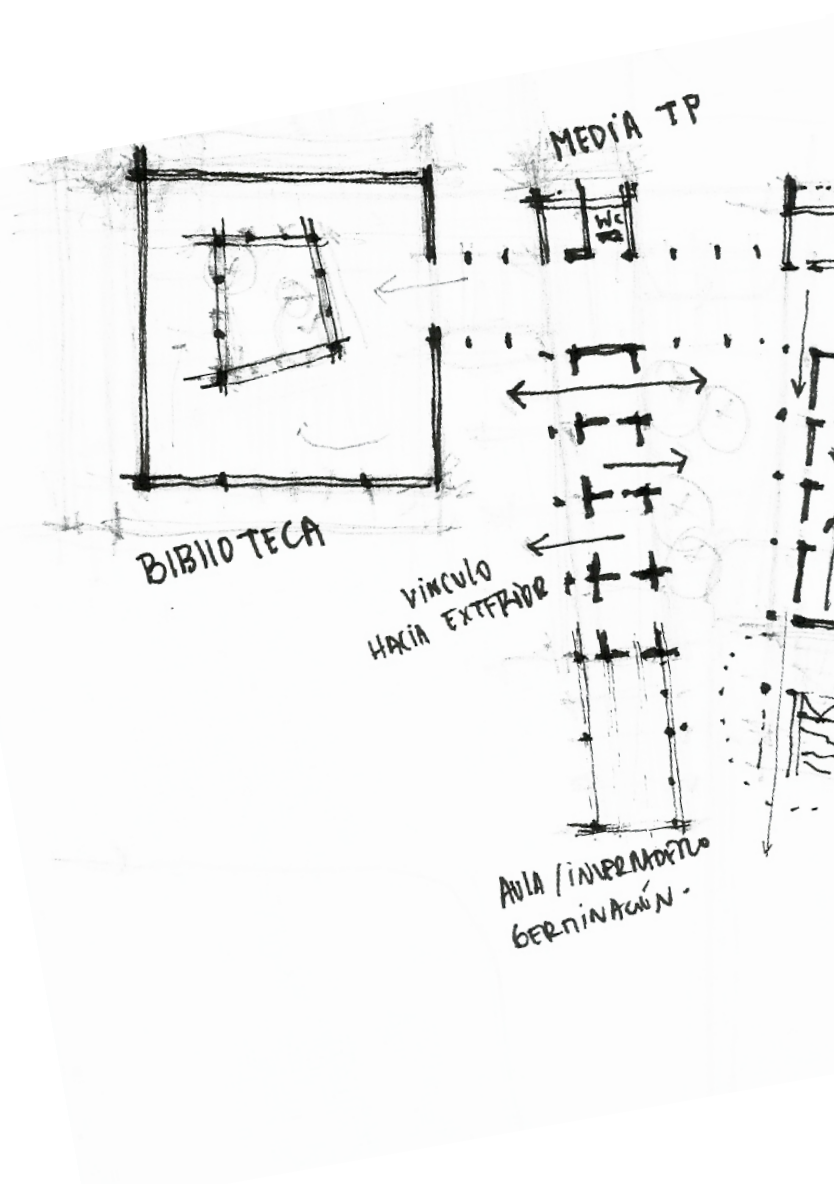 MEDIA TP
WC
BIBLIOTECA
VINCULO
HACIA EXTERIOR
AULA / INVERNADERO
GERMINACIÓN.